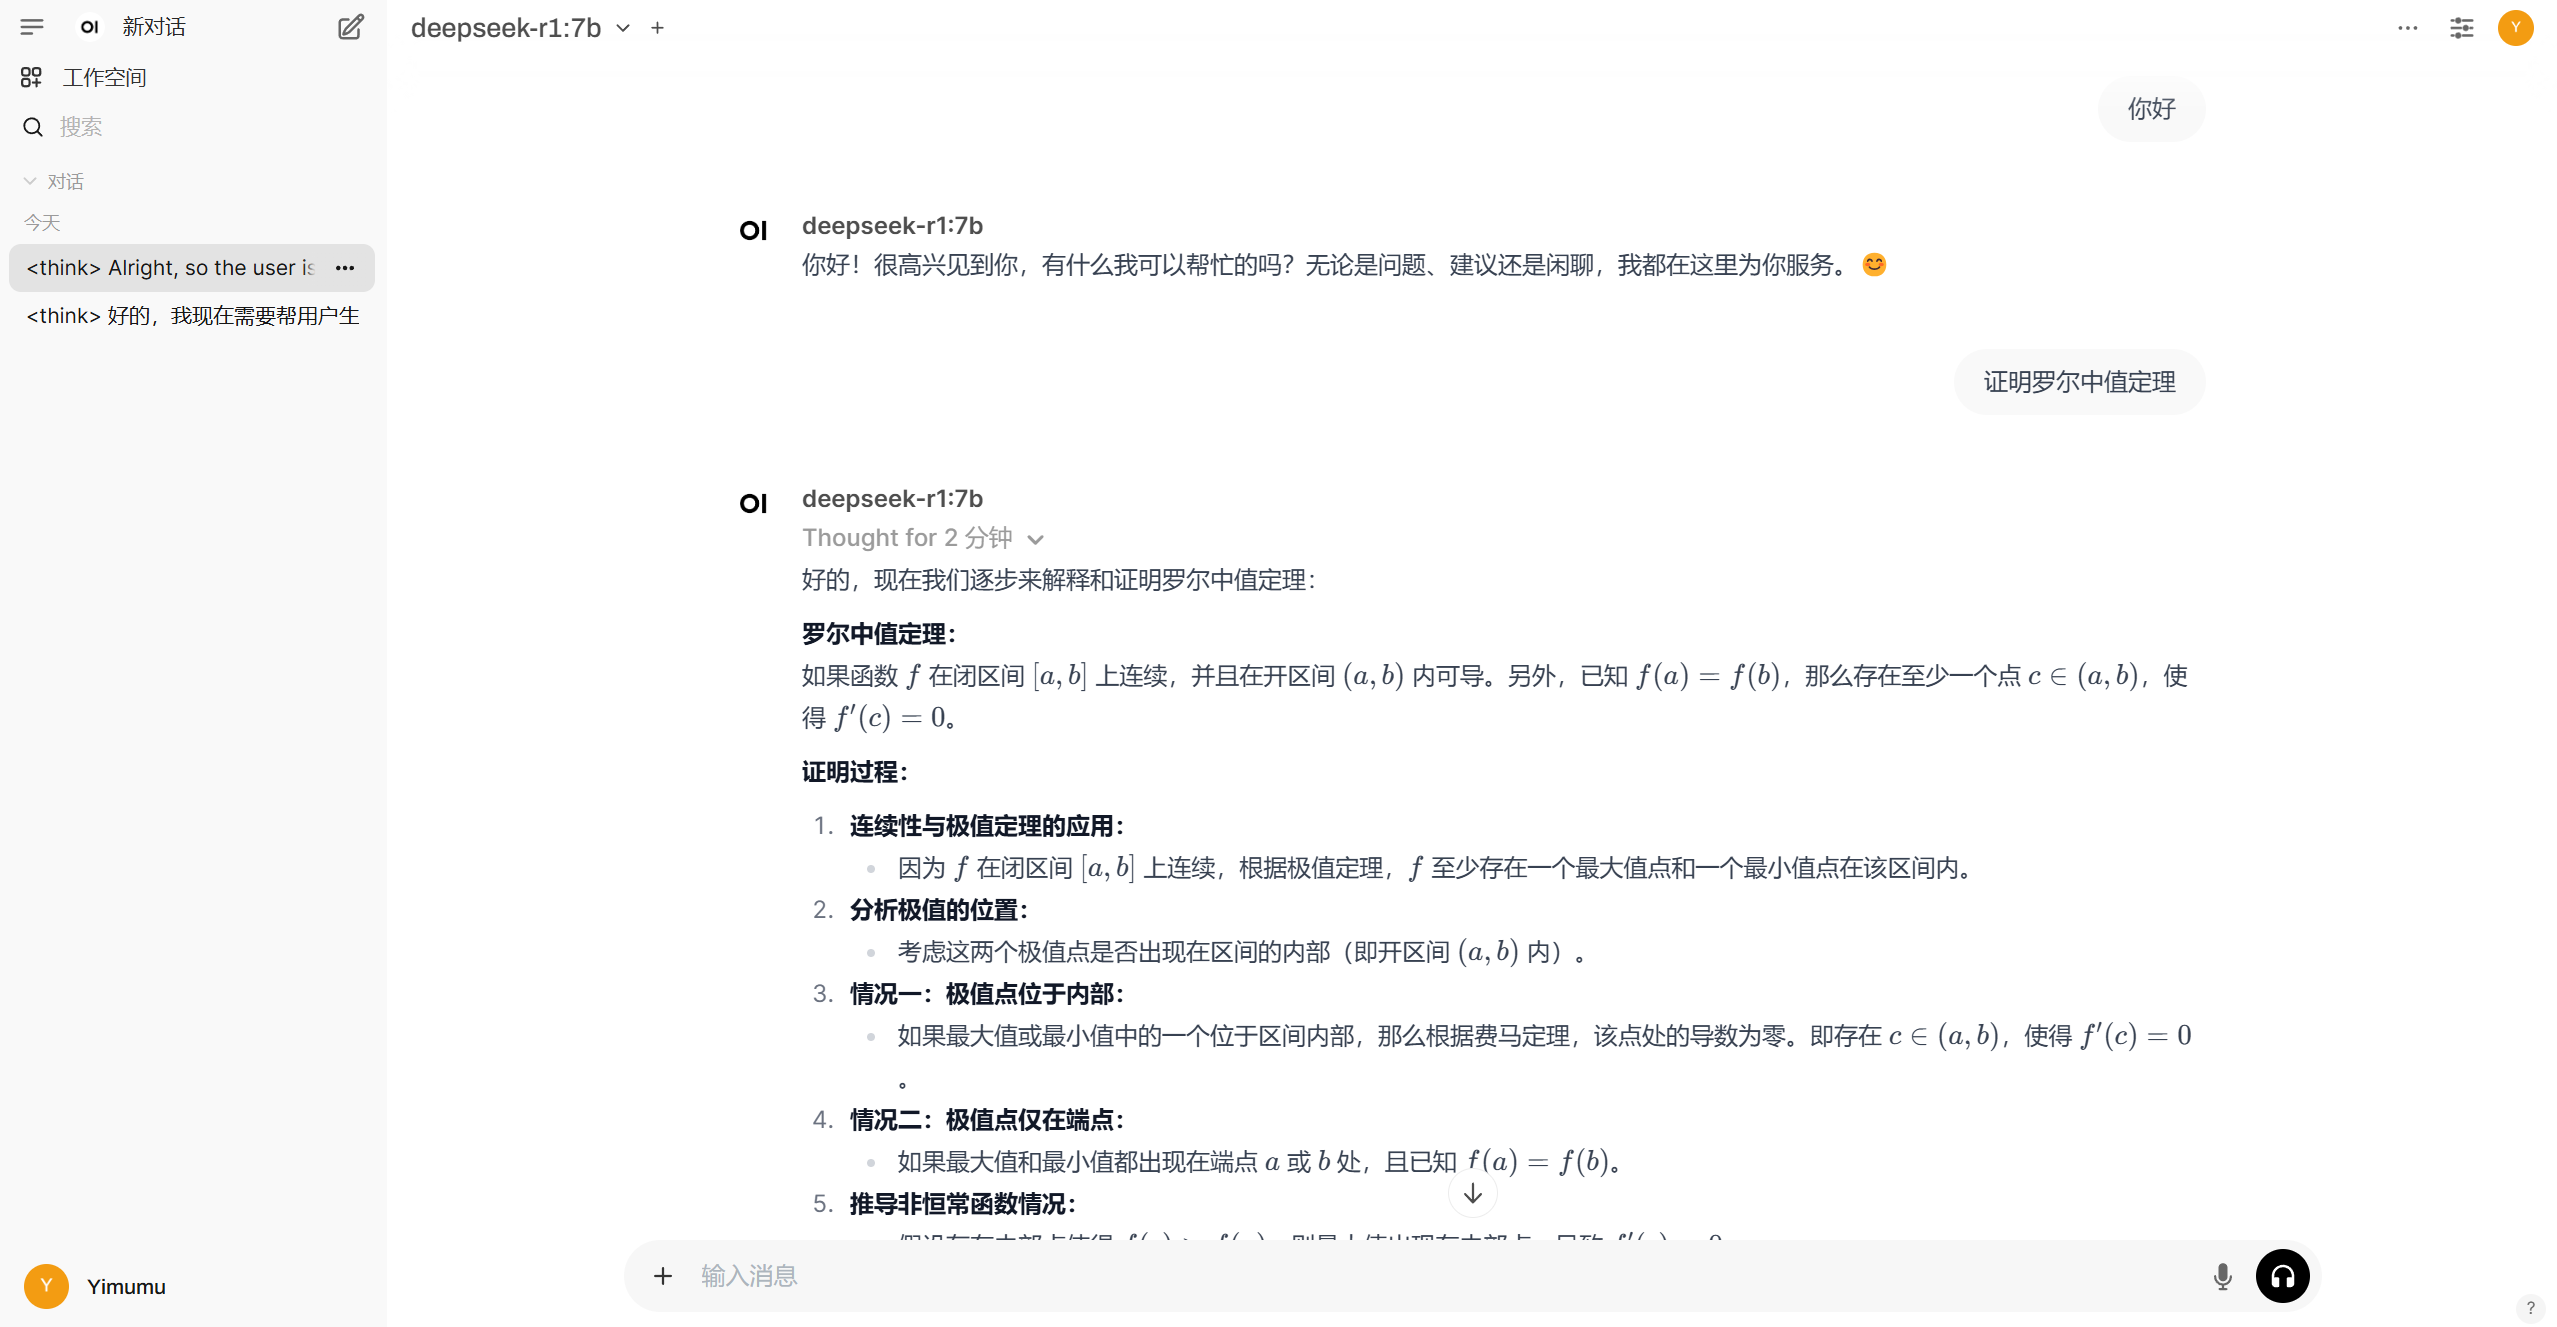 OI 新对话
工作空间
搜索
对话
今天
<think> Alright, so the user is
<think> 好的，我现在需要帮用户生
Y Yimumu
deepseek-r1:7b
Y
你好
OI deepseek-r1:7b
你好！很高兴见到你，有什么我可以帮忙的吗？无论是问题、建议还是闲聊，我都在这里为你服务。😊
证明罗尔中值定理
OI deepseek-r1:7b
Thought for 2 分钟
好的，现在我们逐步来解释和证明罗尔中值定理：
罗尔中值定理：
如果函数 f 在闭区间 [a, b] 上连续，并且在开区间 (a, b) 内可导。另外，已知 f(a) = f(b)，那么存在至少一个点 c ∈ (a, b)，使
得 f′(c) = 0。
证明过程：
1. 连续性与极值定理的应用：
因为 f 在闭区间 [a, b] 上连续，根据极值定理，f 至少存在一个最大值点和一个最小值点在该区间内。
2. 分析极值的位置：
考虑这两个极值点是否出现在区间的内部（即开区间 (a, b) 内）。
3. 情况一：极值点位于内部：
如果最大值或最小值中的一个位于区间内部，那么根据费马定理，该点处的导数为零。即存在 c ∈ (a, b)，使得 f′(c) = 0
。
4. 情况二：极值点仅在端点：
如果最大值和最小值都出现在端点 a 或 b 处，且已知 f(a) = f(b)。
5. 推导非恒常函数情况：
输入消息
?